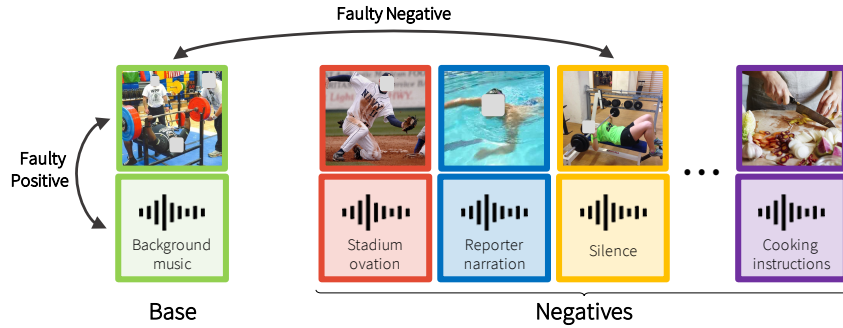 Faulty Negative
Faulty
Positive
Background
music
Stadium
ovation
Reporter
narration
Silence
Cooking
instructions
Base
Negatives